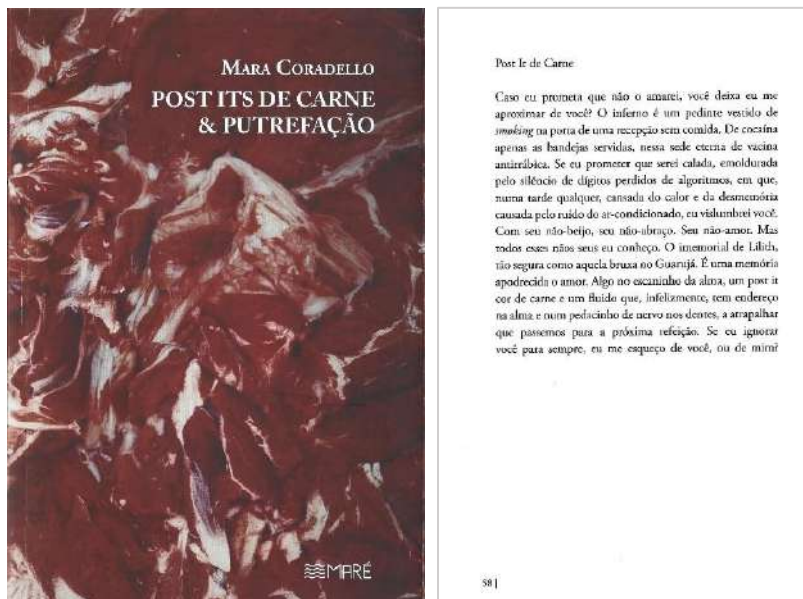 MARA CORADELLO
POST ITS DE CARNE
& PUTREFAÇÃO
MARÉ
Post It de Carne
Caso eu prometa que não o amarei, você deixa eu me
aproximar de você? O inferno é um pedinte vestido de
smoking na porta de uma recepção sem comida. De cocaína
apenas as bandejas servidas, nessa sede eterna de vacina
antirrábica. Se eu prometer que serei calada, emoldurada
pelo silêncio de dígitos perdidos de algoritmos, em que,
numa tarde qualquer, cansada do calor e da desmemória
causada pelo ruído do ar-condicionado, eu vislumbrei você.
Com seu não-beijo, seu não-abraço. Seu não-amor. Mas
todos esses nãos seus eu conheço. O imemorial de Lilith,
tão segura como aquela bruxa no Guarujá. É uma memória
apodrecida o amor. Algo no escaninho da alma, um post it
cor de carne e um fluido que, infelizmente, tem endereço
na alma e num pedacinho de nervo nos dentes, a atrapalhar
que passemos para a próxima refeição. Se eu ignorar
você para sempre, eu me esqueço de você, ou de mim?
58 |